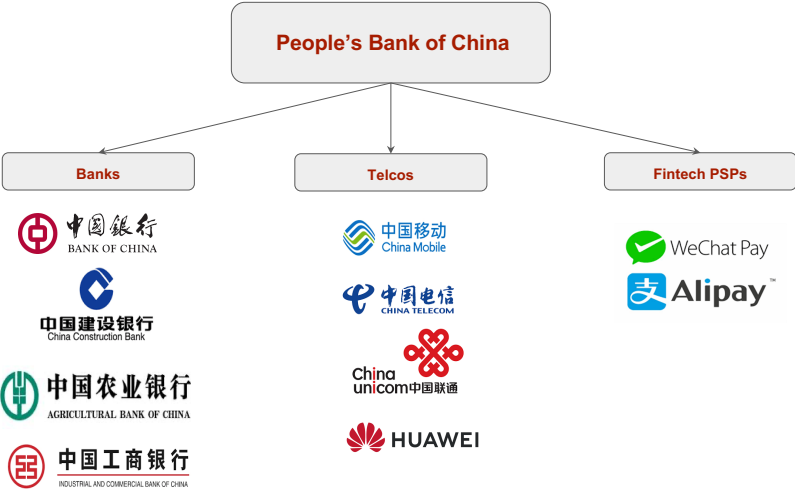 People's Bank of China
Banks
Telcos
Fintech PSPs
中国銀行
BANK OF CHINA
中国建设银行
China Construction Bank
中国农业银行
AGRICULTURAL BANK OF CHINA
中国工商银行
INDUSTRIAL AND COMMERCIAL BANK OF CHINA
中国移动
China Mobile
中国电信
CHINA TELECOM
China
unicom中国联通
HUAWEI
WeChat Pay
支 Alipay™